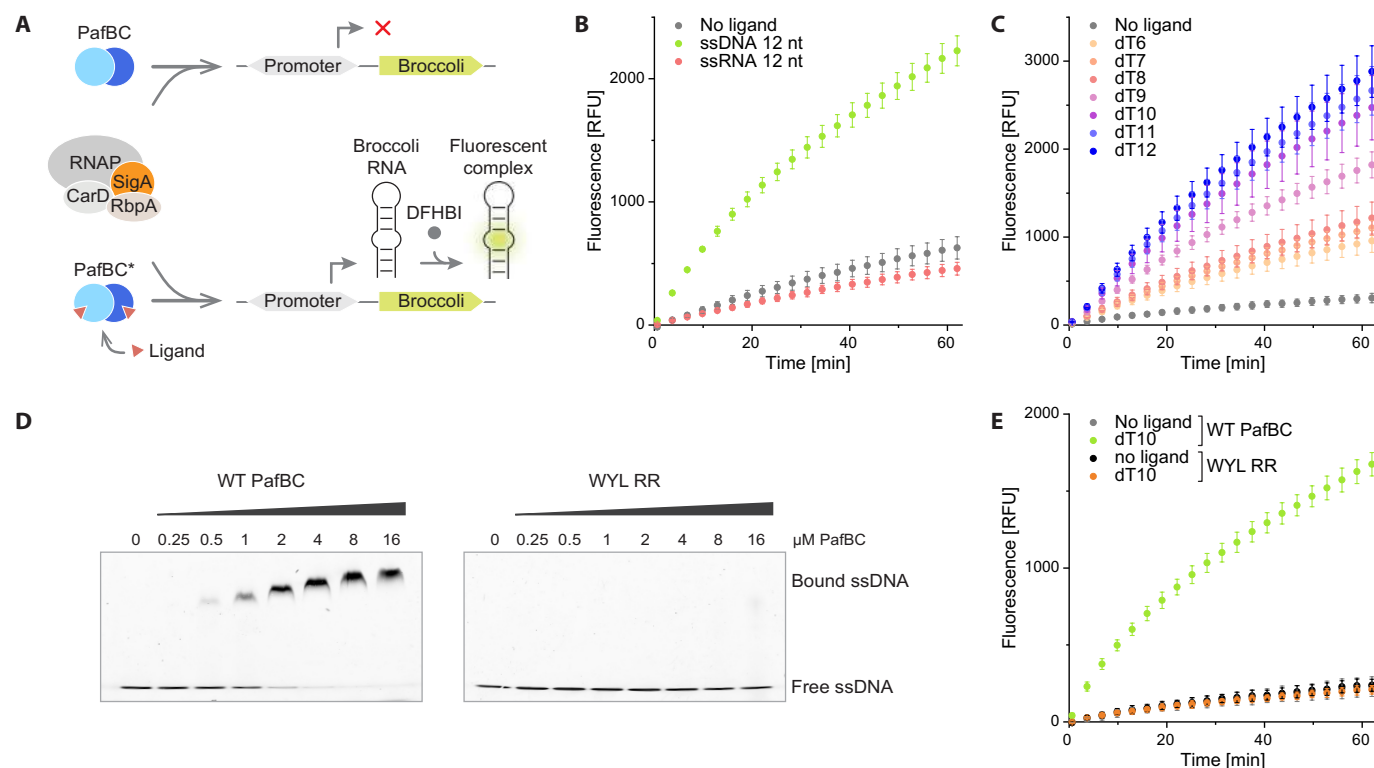 A
PafBC
Promoter
Broccoli
RNAP
SigA
CarD
RbpA
Broccoli
RNA
Fluorescent
complex
DFHBI
PafBC*
Promoter
Broccoli
Ligand
B
No ligand
ssDNA 12 nt
ssRNA 12 nt
Fluorescence [RFU]
2000
1000
0
0 20 40 60
Time [min]
C
No ligand
dT6
dT7
dT8
dT9
dT10
dT11
dT12
Fluorescence [RFU]
3000
2000
1000
0
0 20 40 60
Time [min]
D
WT PafBC
0 0.25 0.5 1 2 4 8 16
WYL RR
0 0.25 0.5 1 2 4 8 16 μM PafBC
Bound ssDNA
Free ssDNA
E
No ligand
dT10
WT PafBC
no ligand
dT10
WYL RR
Fluorescence [RFU]
2000
1000
0
0 20 40 60
Time [min]